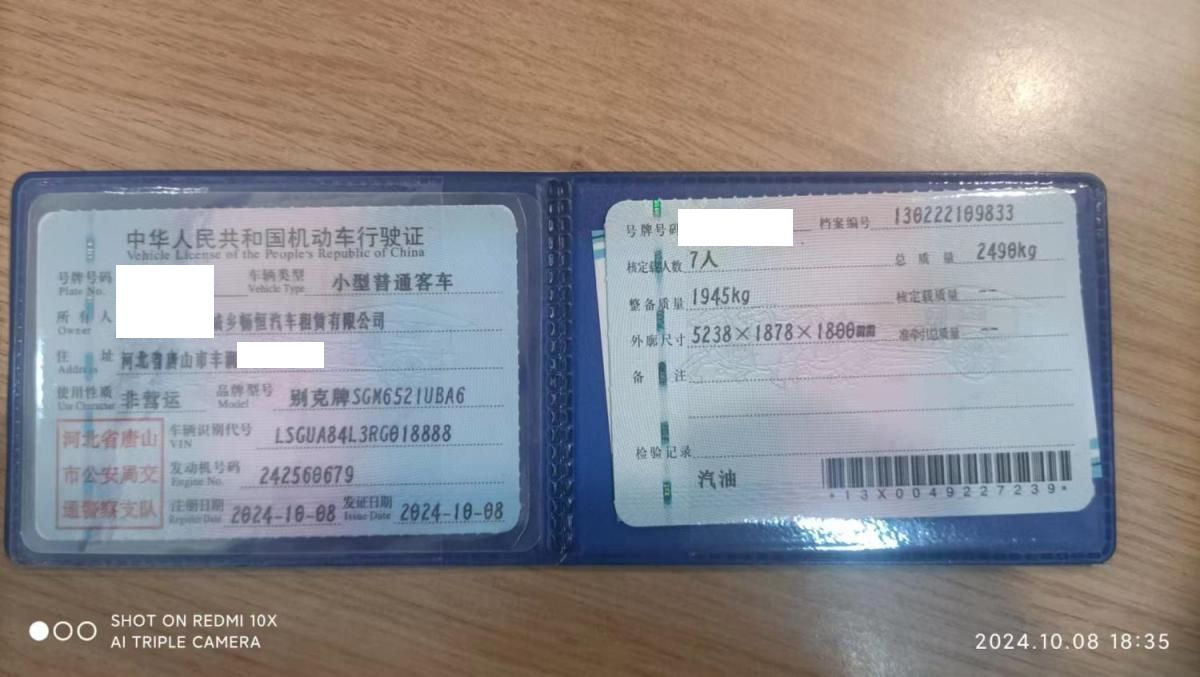 中华人民共和国机动车行驶证
Vehicle License of the People's Republic of China
号牌号码 车辆类型 小型普通客车
Plate No. Vehicle Type
所有人 乡畅恒汽车租赁有限公司
Owner
住址 河北省唐山市丰润
Address
使用性质 非营运 品牌型号 别克牌SGM6521UBA6
Use Character Model
河北省唐山
市公安局交
通警察支队
车辆识别代号 LSGUA84L3RG018888
VIN
发动机号码 242560679
Engine No.
注册日期 2024-10-08 发证日期 2024-10-08
Register Date Issue Date
号牌号码 档案编号 130222109833
核定载人数 7人 总质量 2490kg
整备质量 1945kg 核定载质量 --
外廓尺寸 5238×1878×1800mm 准牵引总质量 --
备注
检验记录
汽油
*13X0049227239*
SHOT ON REDMI 10X
AI TRIPLE CAMERA
2024.10.08 18:35